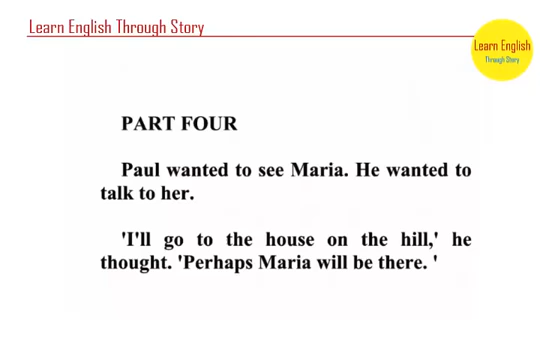 Learn English Through Story
Learn English
Through Story
PART FOUR
Paul wanted to see Maria. He wanted to
talk to her.
'I'll go to the house on the hill,' he
thought. 'Perhaps Maria will be there. '